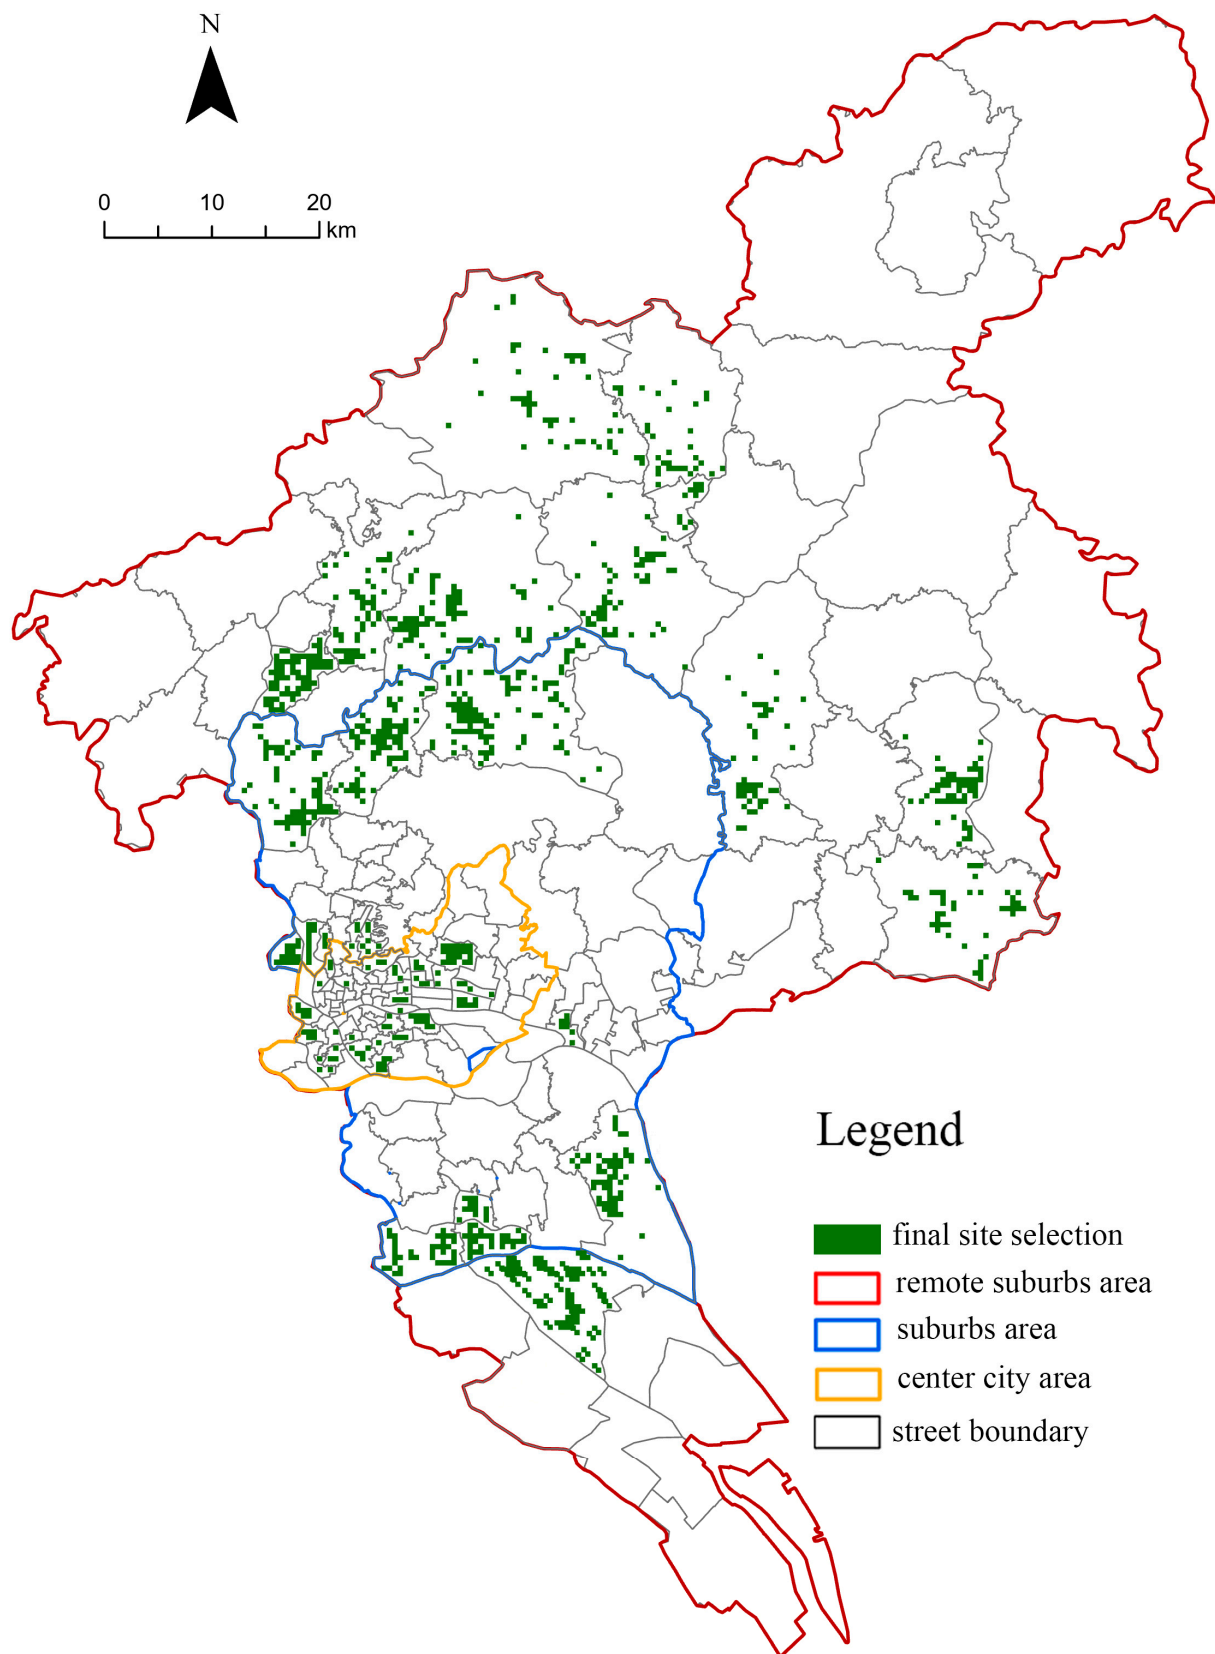 N
0 10 20
km
Legend
final site selection
remote suburbs area
suburbs area
center city area
street boundary